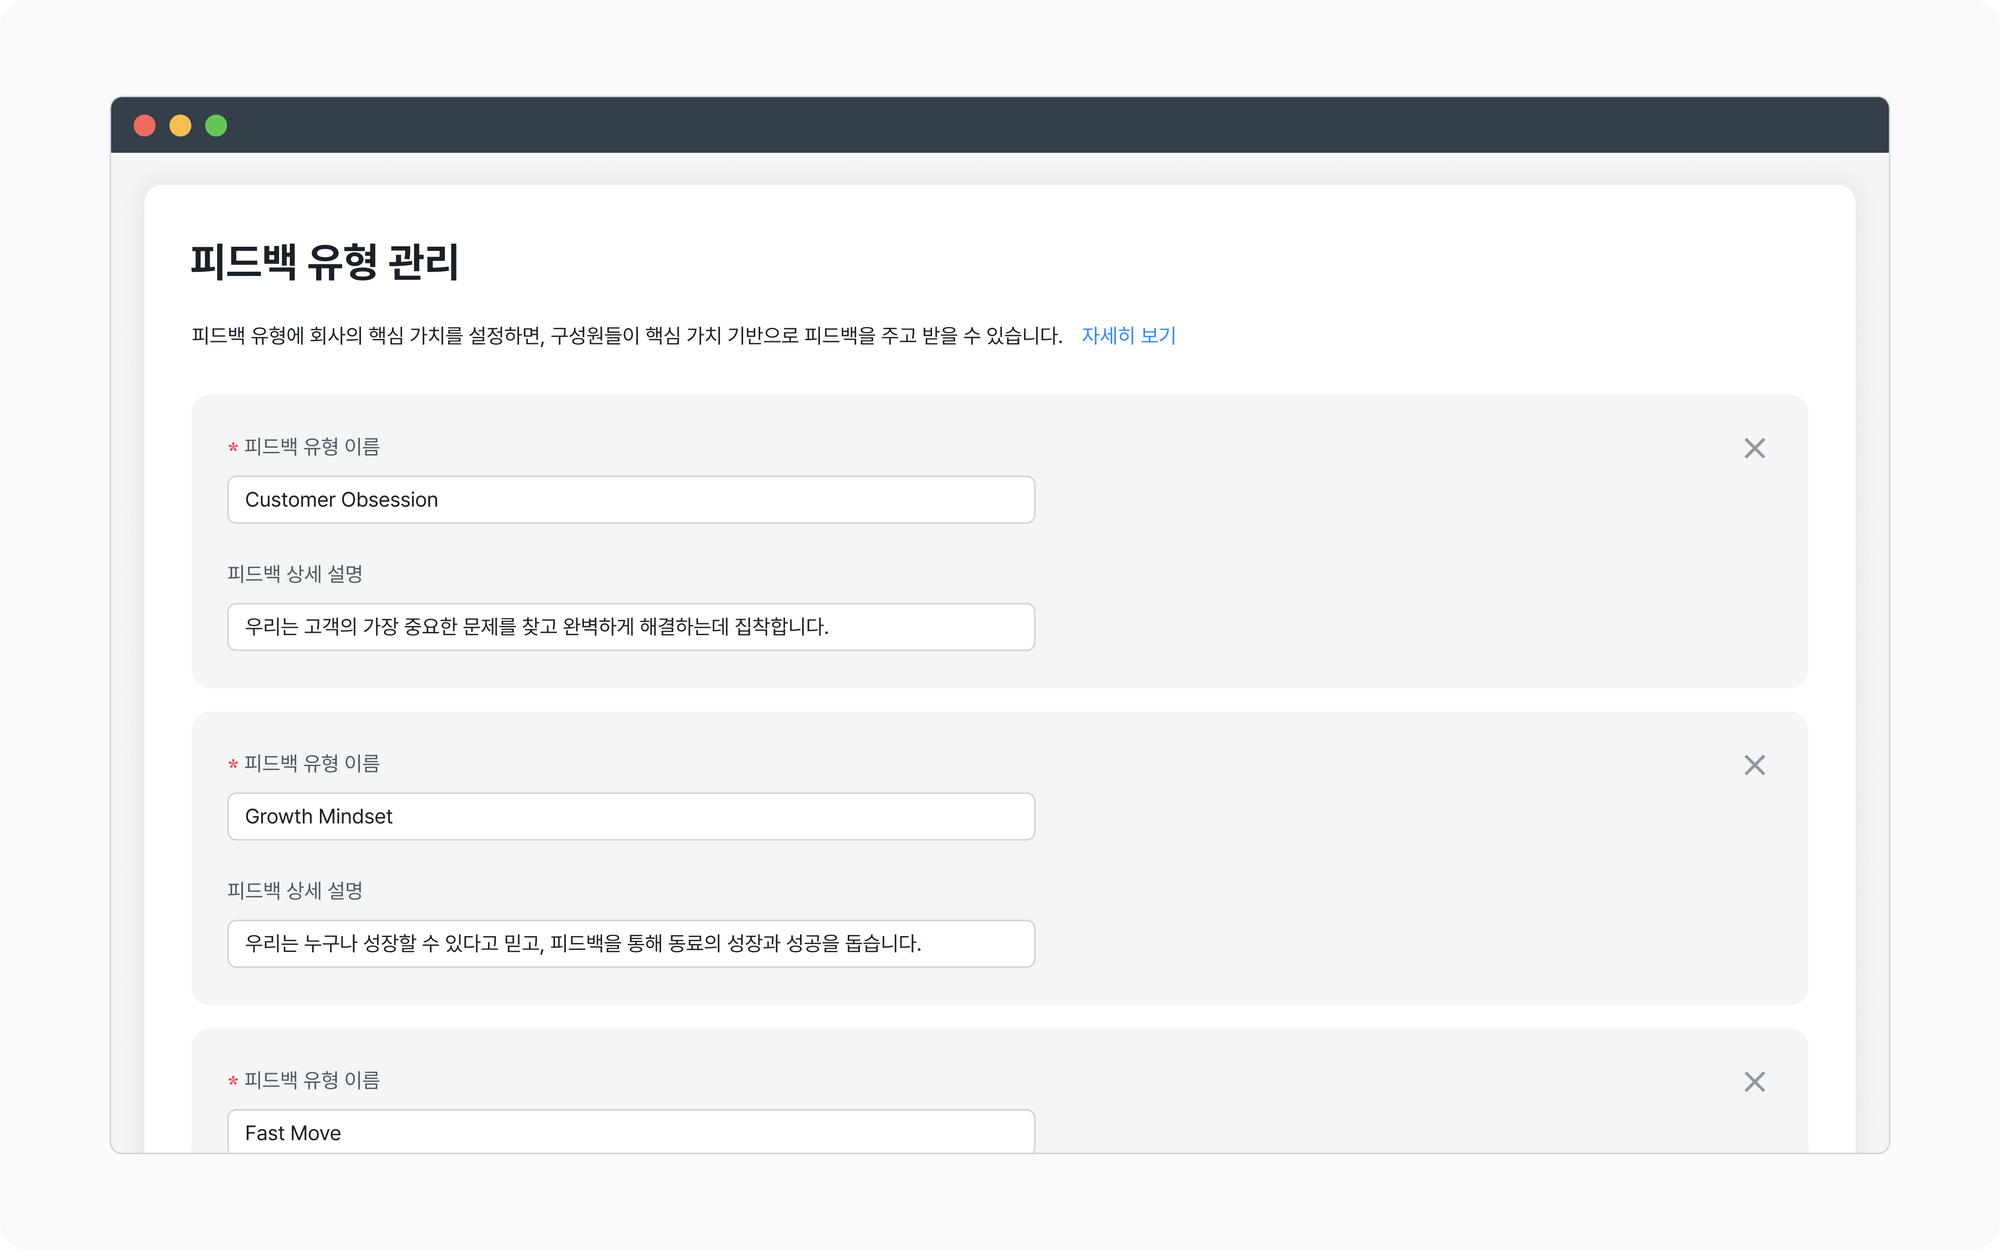 피드백 유형 관리
피드백 유형에 회사의 핵심 가치를 설정하면, 구성원들이 핵심 가치 기반으로 피드백을 주고 받을 수 있습니다. 자세히 보기
* 피드백 유형 이름
Customer Obsession
피드백 상세 설명
우리는 고객의 가장 중요한 문제를 찾고 완벽하게 해결하는데 집착합니다.
* 피드백 유형 이름
Growth Mindset
피드백 상세 설명
우리는 누구나 성장할 수 있다고 믿고, 피드백을 통해 동료의 성장과 성공을 돕습니다.
* 피드백 유형 이름
Fast Move